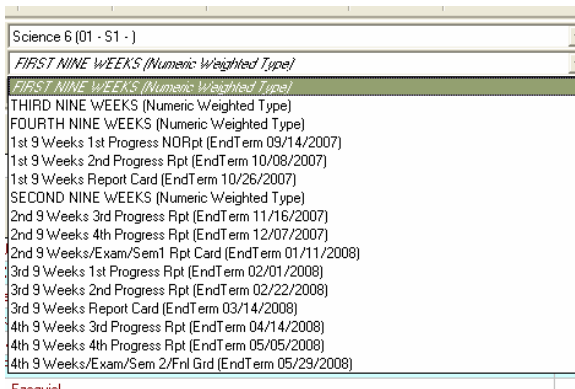 Science 6 (01 - S1 - )
FIRST NINE WEEKS (Numeric Weighted Type)
FIRST NINE WEEKS (Numeric Weighted Type)
THIRD NINE WEEKS (Numeric Weighted Type)
FOURTH NINE WEEKS (Numeric Weighted Type)
1st 9 Weeks 1st Progress NORpt (EndTerm 09/14/2007)
1st 9 Weeks 2nd Progress Rpt (EndTerm 10/08/2007)
1st 9 Weeks Report Card (EndTerm 10/26/2007)
SECOND NINE WEEKS (Numeric Weighted Type)
2nd 9 Weeks 3rd Progress Rpt (EndTerm 11/16/2007)
2nd 9 Weeks 4th Progress Rpt (EndTerm 12/07/2007)
2nd 9 Weeks/Exam/Sem1 Rpt Card (EndTerm 01/11/2008)
3rd 9 Weeks 1st Progress Rpt (EndTerm 02/01/2008)
3rd 9 Weeks 2nd Progress Rpt (EndTerm 02/22/2008)
3rd 9 Weeks Report Card (EndTerm 03/14/2008)
4th 9 Weeks 3rd Progress Rpt (EndTerm 04/14/2008)
4th 9 Weeks 4th Progress Rpt (EndTerm 05/05/2008)
4th 9 Weeks/Exam/Sem 2/Fnl Grd (EndTerm 05/29/2008)